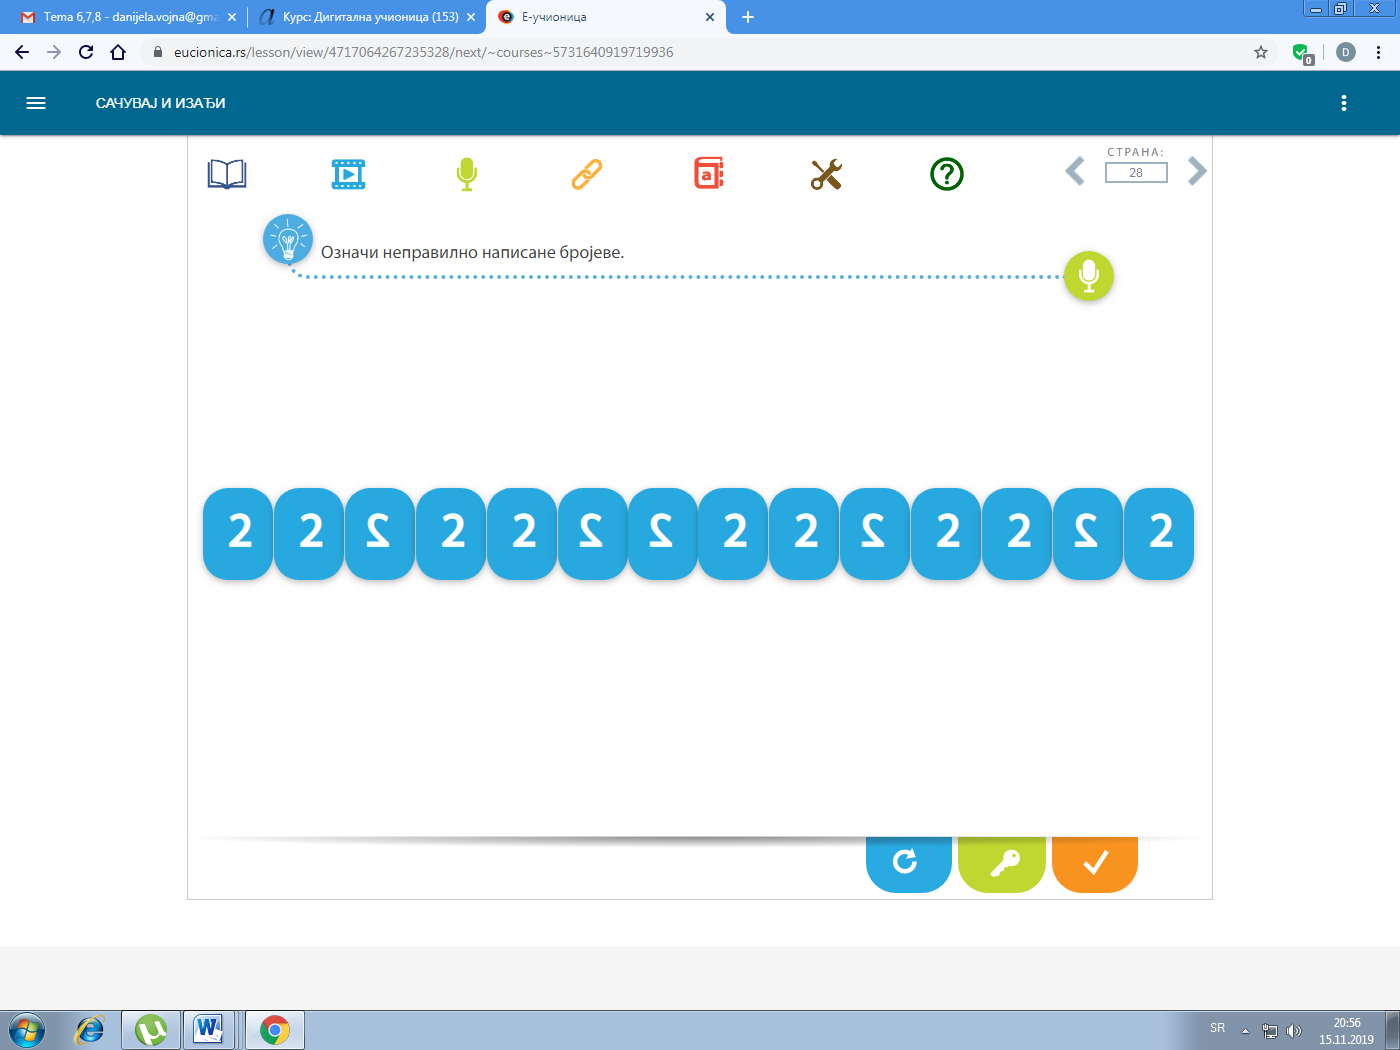 Tema 6,7,8 - danijela.vojna@gma
Курс: Дигитална учионица (153)
Е-учионица
eucionica.rs/lesson/view/4717064267235328/next/~courses~5731640919719936
0
D
САЧУВАЈ И ИЗАЂИ
a
СТРАНА:
28
Означи неправилно написане бројеве.
2 2 2 2 2 2 2 2 2 2 2 2 2 2
SR
20:56
15.11.2019